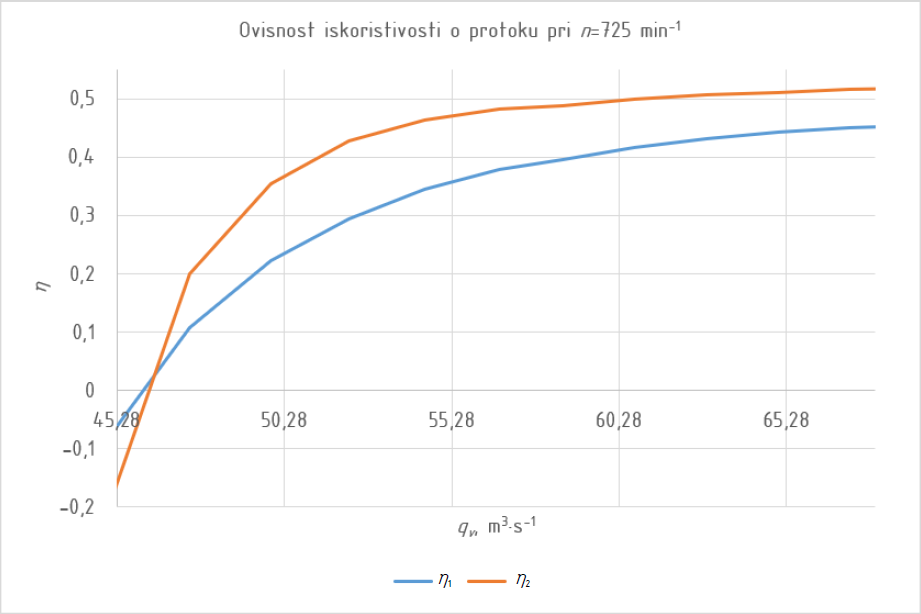 Ovisnost iskoristivosti o protoku pri n=725 min⁻¹
0,5
0,4
0,3
0,2
0,1
0
-0,1
-0,2
η
45,28 50,28 55,28 60,28 65,28
qᵥ, m³·s⁻¹
η₁ η₂